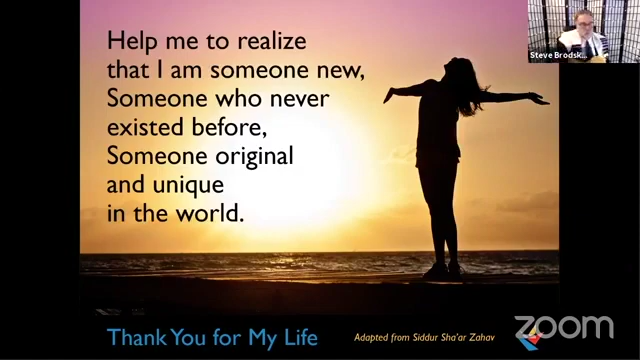 Help me to realize
that I am someone new,
Someone who never
existed before,
Someone original
and unique
in the world.
Thank You for My Life
Adapted from Siddur Sha'ar Zahav
Steve Brodsk...
zoom